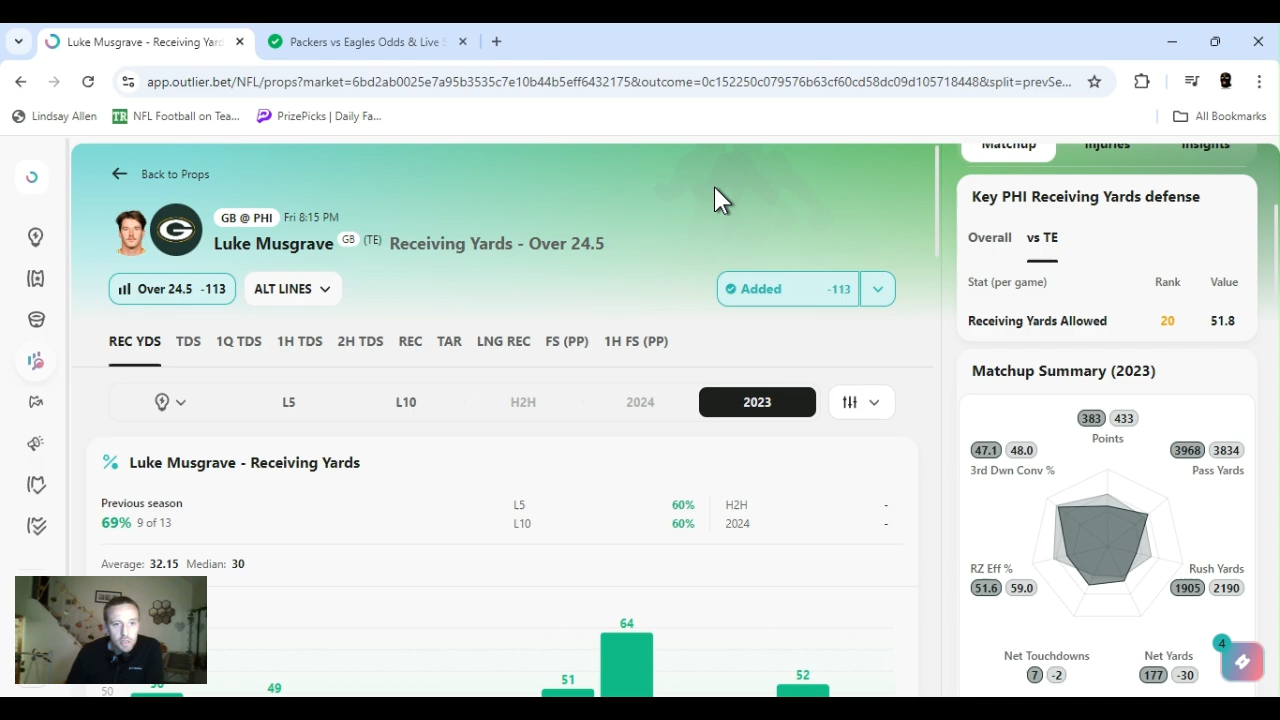 Luke Musgrave - Receiving Yard
Packers vs Eagles Odds & Live
app.outlier.bet/NFL/props?market=6bd2ab0025e7a95b3535c7e10b44b5eff6432175&outcome=0c152250c079576b63cf60cd58dc09d105718448&split=prevSe...
Lindsay Allen
NFL Football on Tea...
PrizePicks | Daily Fa...
All Bookmarks
Back to Props
GB @ PHI Fri 8:15 PM
Luke Musgrave GB (TE) Receiving Yards - Over 24.5
Over 24.5 -113
ALT LINES
Added -113
REC YDS TDS 1Q TDS 1H TDS 2H TDS REC TAR LNG REC FS (PP) 1H FS (PP)
L5 L10 H2H 2024 2023
Luke Musgrave - Receiving Yards
Previous season
69% 9 of 13
L5 60% H2H -
L10 60% 2024 -
Average: 32.15 Median: 30
64
51
52
49
50
Matchup Injuries Insights
Key PHI Receiving Yards defense
Overall vs TE
Stat (per game) Rank Value
Receiving Yards Allowed 20 51.8
Matchup Summary (2023)
383 433
Points
47.1 48.0
3rd Dwn Conv %
3968 3834
Pass Yards
RZ Eff %
51.6 59.0
Rush Yards
1905 2190
Net Touchdowns
7 -2
Net Yards
177 -30
4